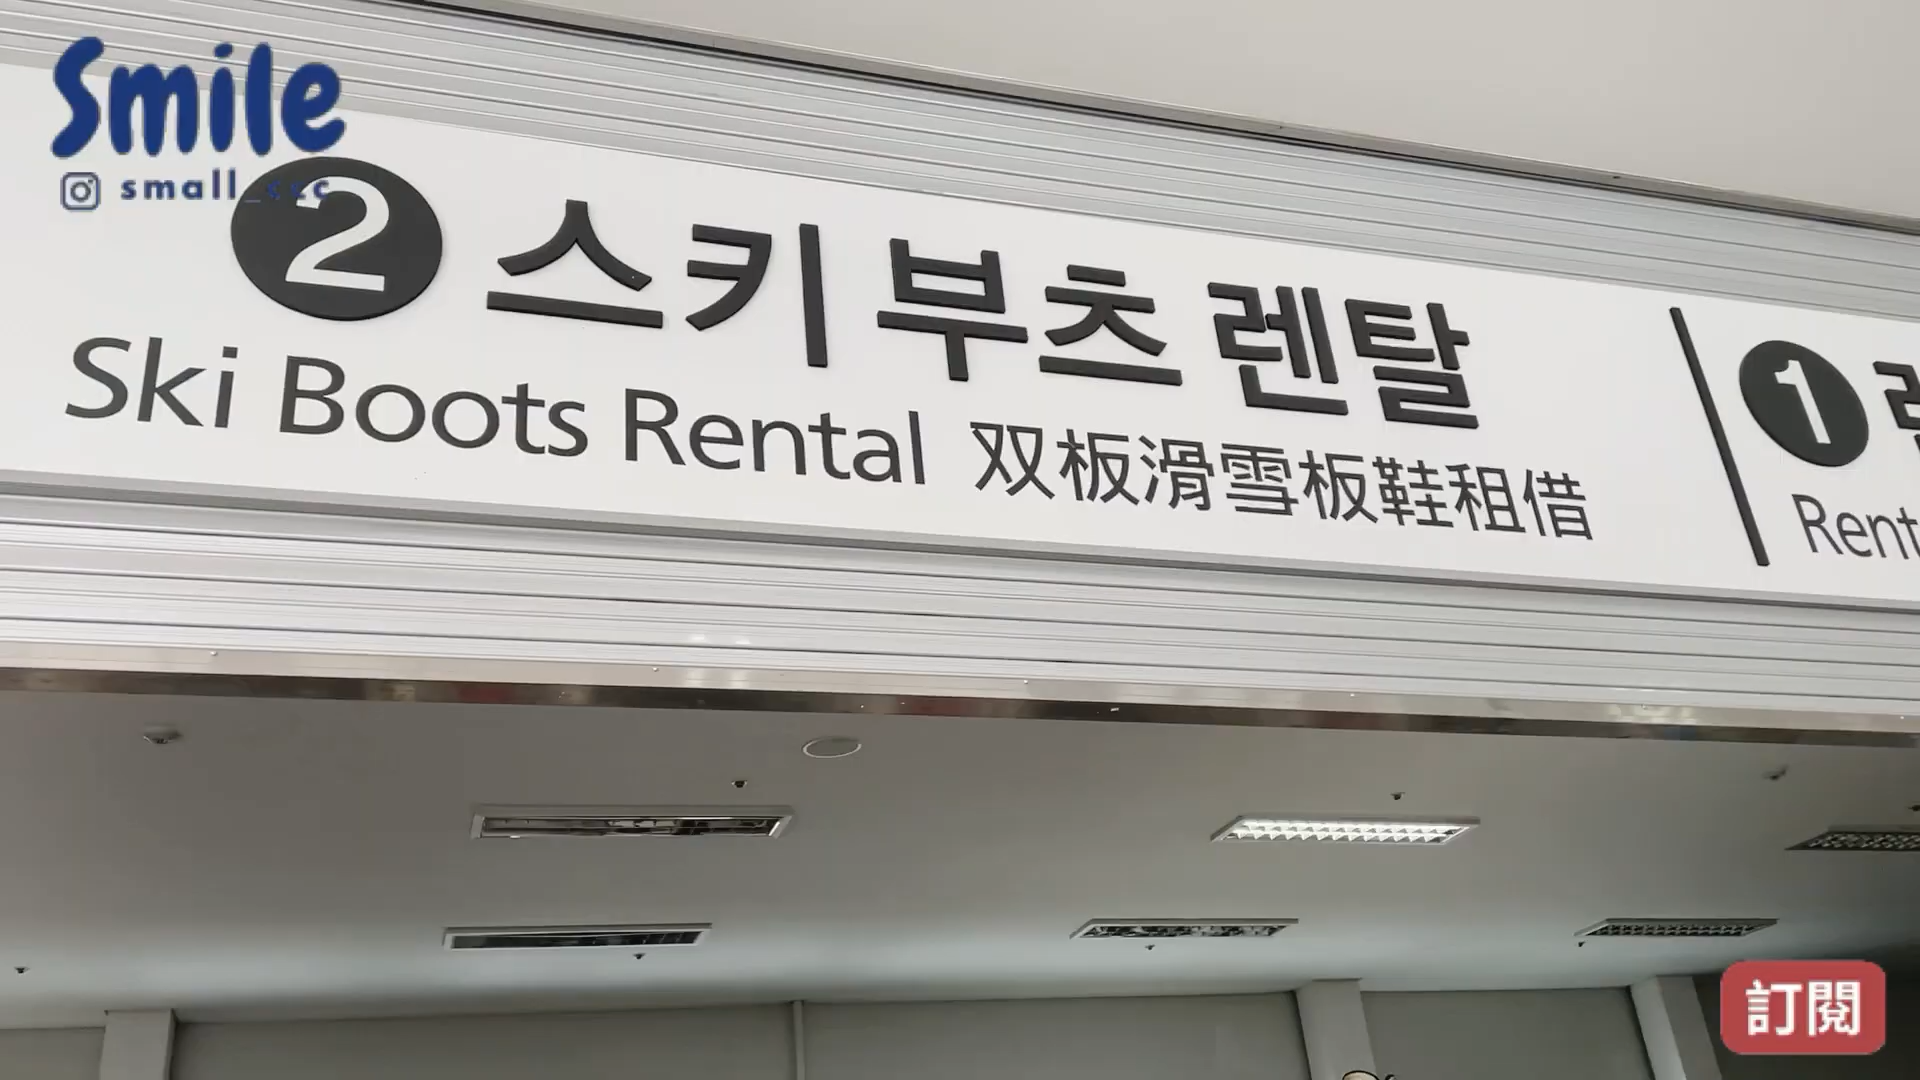 Smile
small_ccc
2 스키 부츠 렌탈
Ski Boots Rental 双板滑雪板鞋租借
1
Rent
訂閱